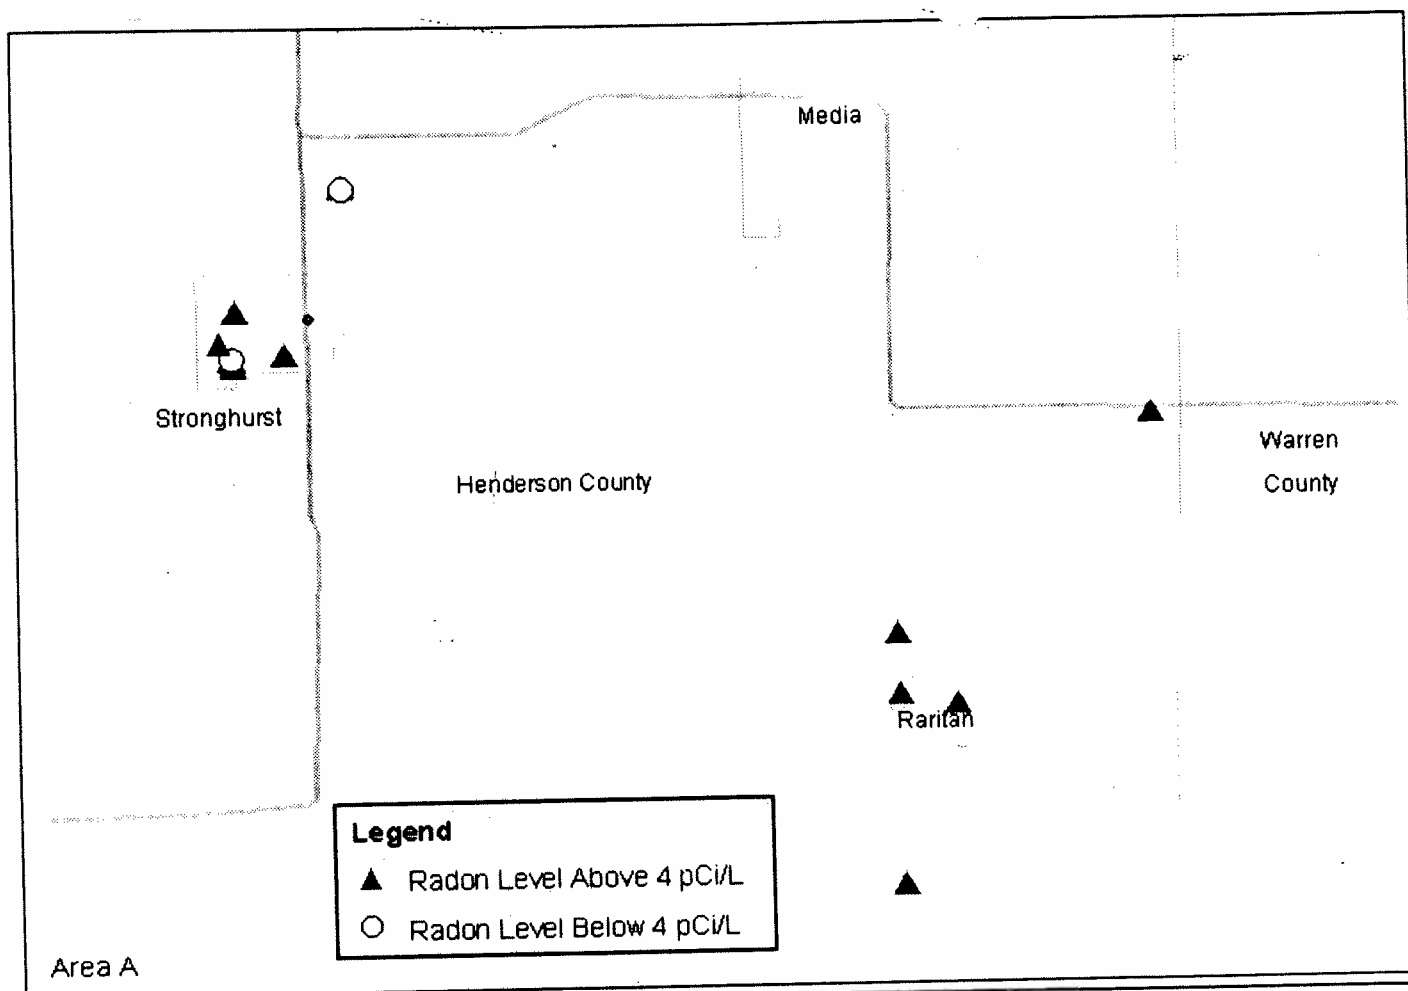 Media
Stronghurst
Henderson County
Warren
County
Raritan
Legend
Radon Level Above 4 pCi/L
Radon Level Below 4 pCi/L
Area A